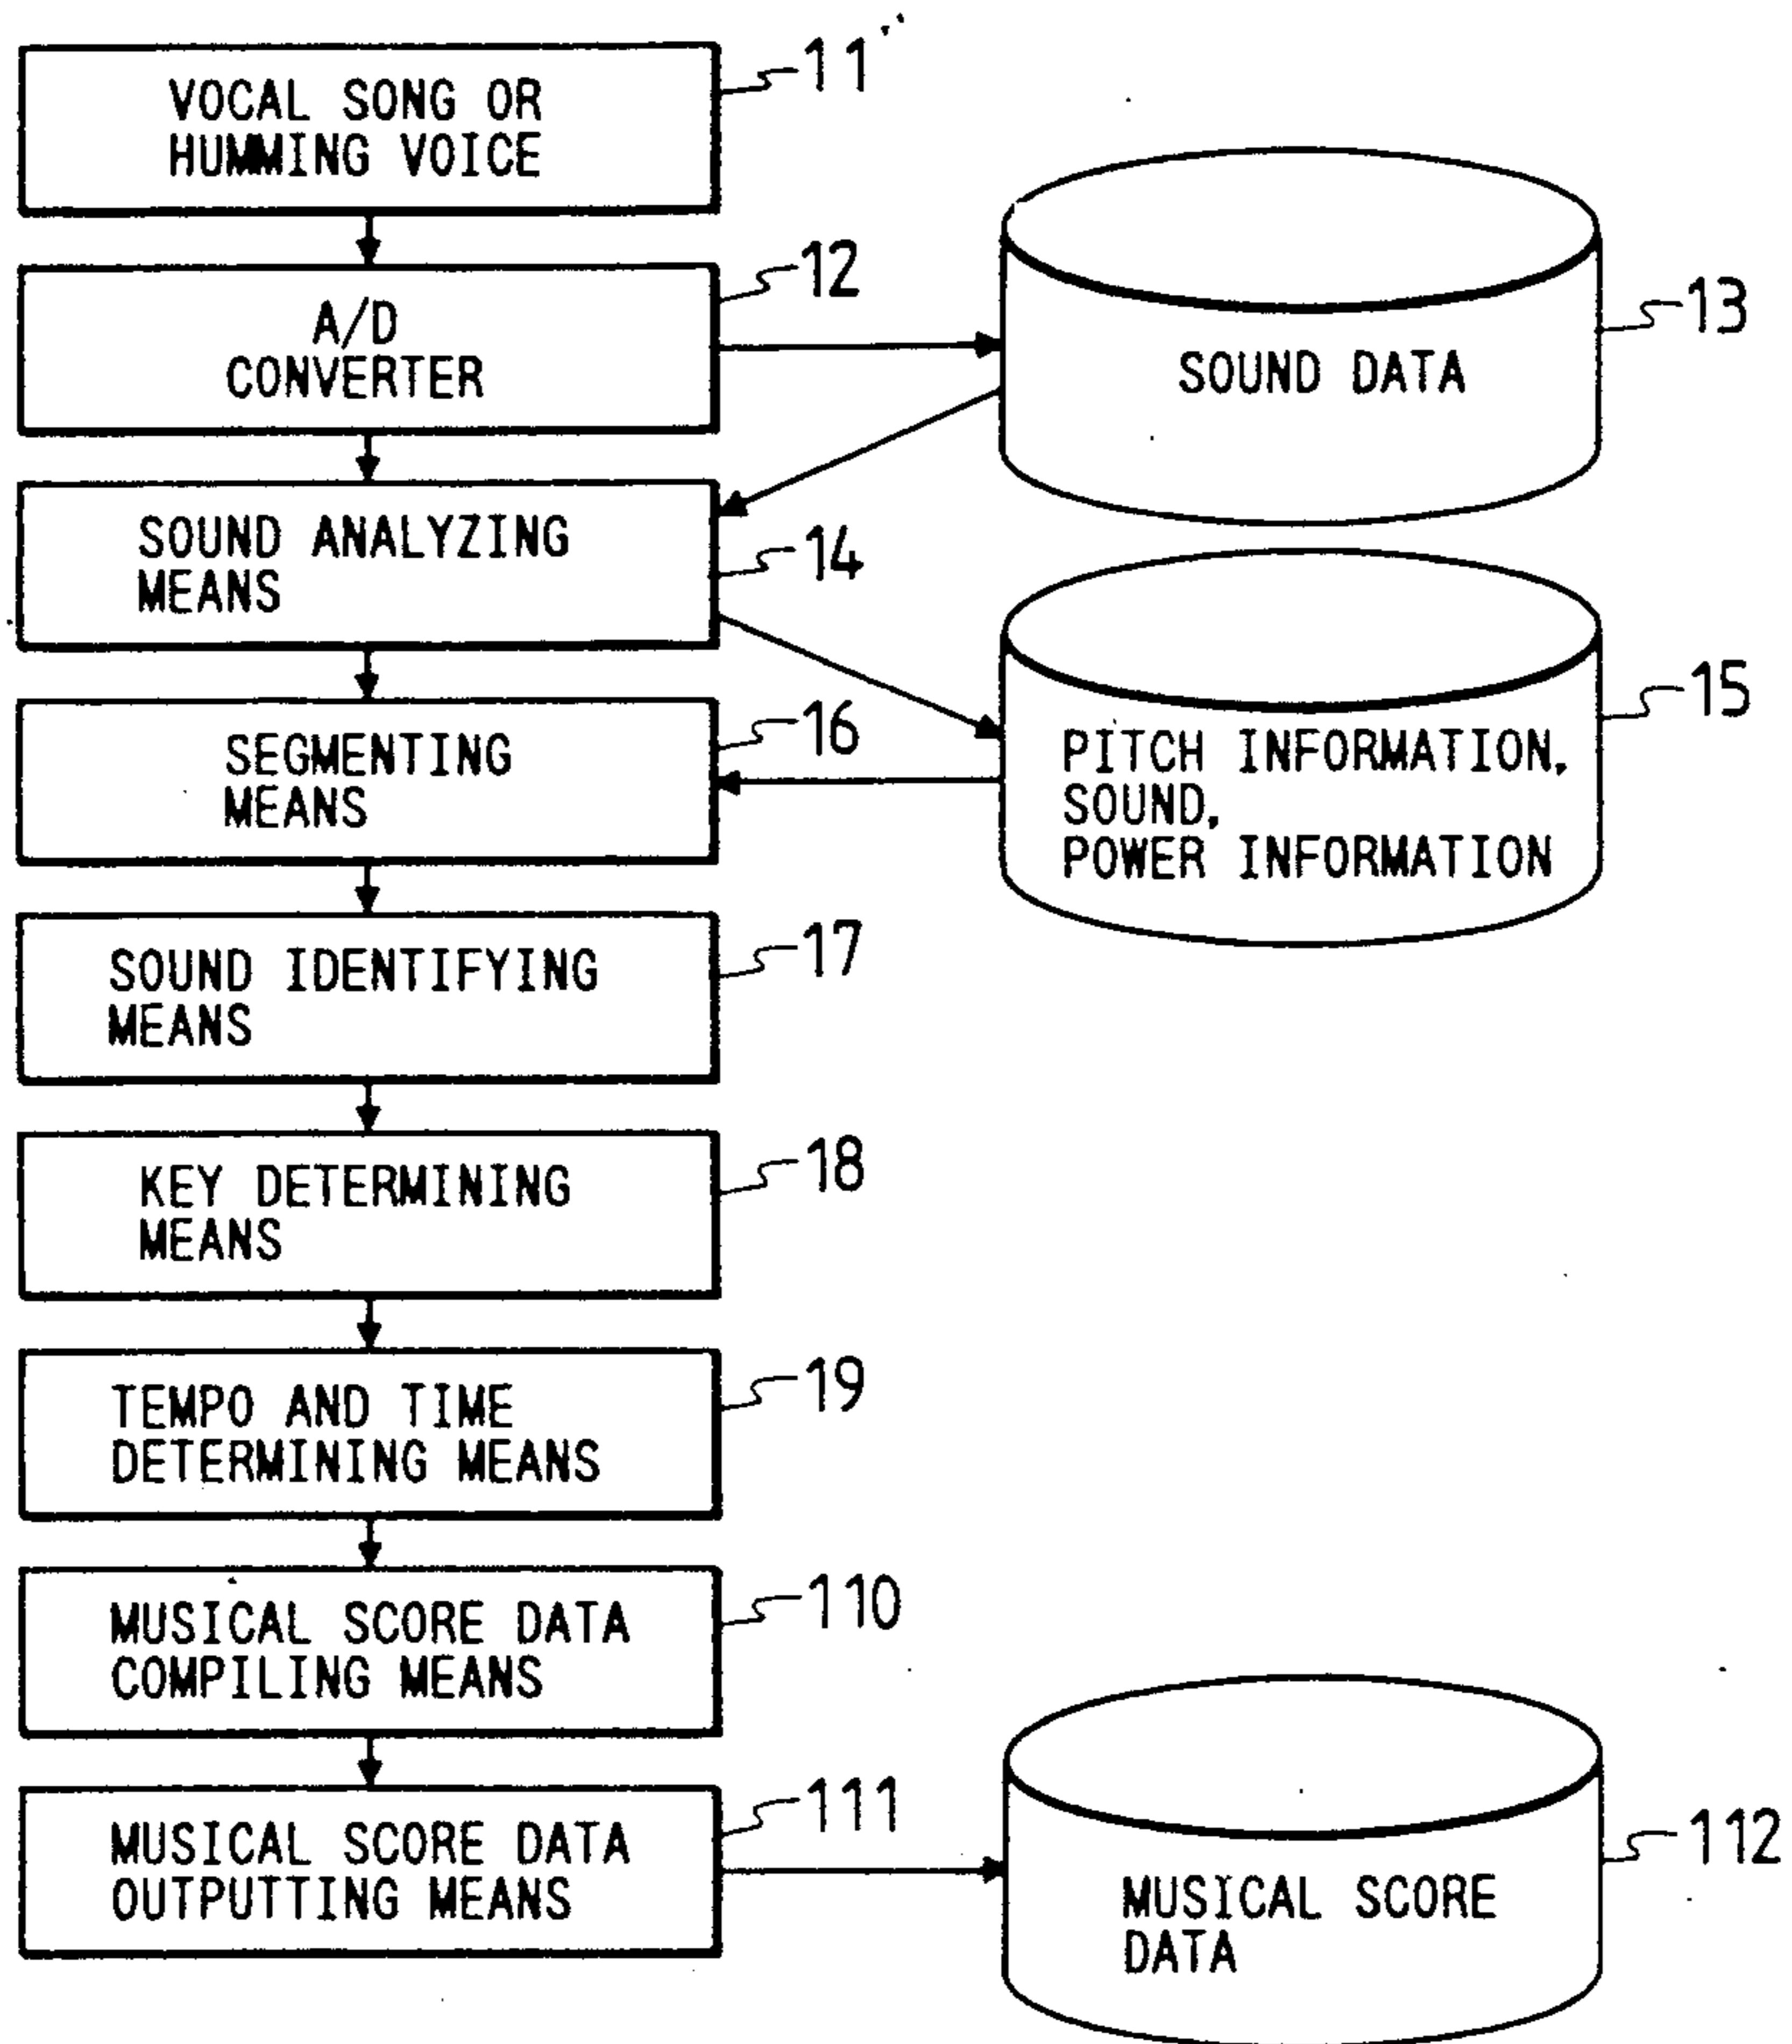 VOCAL SONG OR
HUMMING VOICE
11
A/D
CONVERTER
12
SOUND DATA
13
SOUND ANALYZING
MEANS
14
PITCH INFORMATION,
SOUND,
POWER INFORMATION
15
SEGMENTING
MEANS
16
SOUND IDENTIFYING
MEANS
17
KEY DETERMINING
MEANS
18
TEMPO AND TIME
DETERMINING MEANS
19
MUSICAL SCORE DATA
COMPILING MEANS
110
MUSICAL SCORE DATA
OUTPUTTING MEANS
111
MUSICAL SCORE
DATA
112